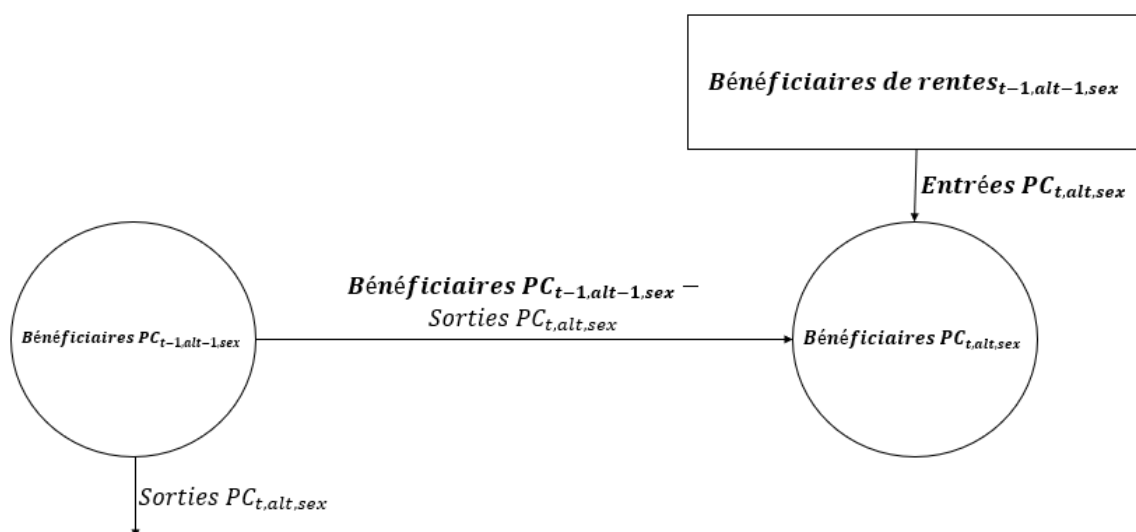 Bénéficiaires de rentes_{t−1,alt−1,sex}
Entrées PC_{t,alt,sex}
Bénéficiaires PC_{t−1,alt−1,sex} −
Sorties PC_{t,alt,sex}
Bénéficiaires PC_{t−1,alt−1,sex}
Bénéficiaires PC_{t,alt,sex}
Sorties PC_{t,alt,sex}